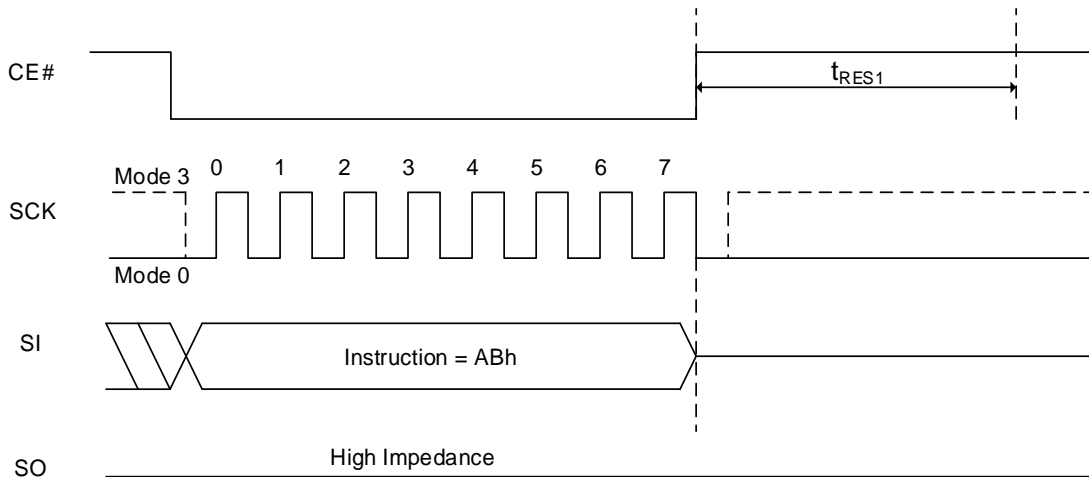 CE#
tRES1
Mode 3
0 1 2 3 4 5 6 7
SCK
Mode 0
SI
Instruction = ABh
High Impedance
SO